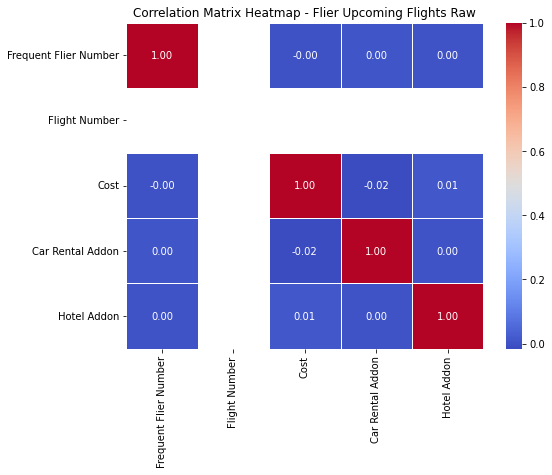 Correlation Matrix Heatmap - Flier Upcoming Flights Raw
Frequent Flier Number
1.00
-0.00
0.00
0.00
Flight Number
Cost
-0.00
1.00
-0.02
0.01
Car Rental Addon
0.00
-0.02
1.00
0.00
Hotel Addon
0.00
0.01
0.00
1.00
Frequent Flier Number
Flight Number
Cost
Car Rental Addon
Hotel Addon
1.0
0.8
0.6
0.4
0.2
0.0